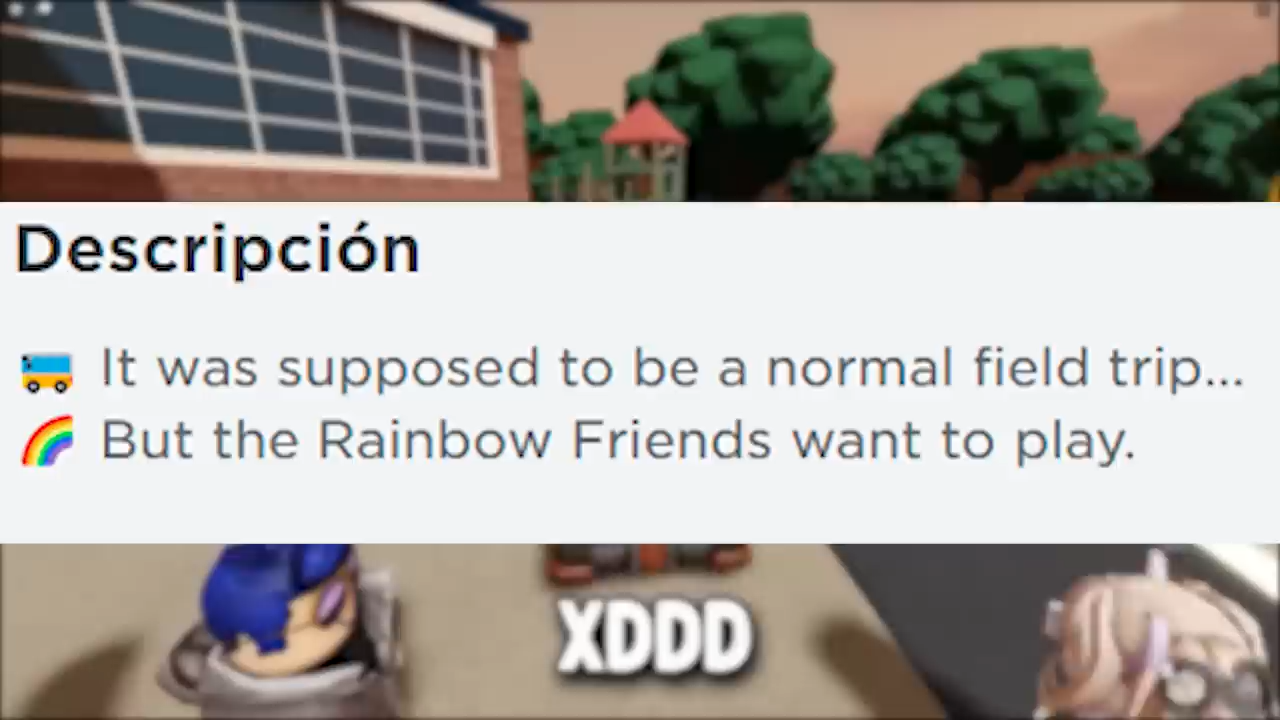 Descripción
🚌 It was supposed to be a normal field trip...
🌈 But the Rainbow Friends want to play.
XDDD